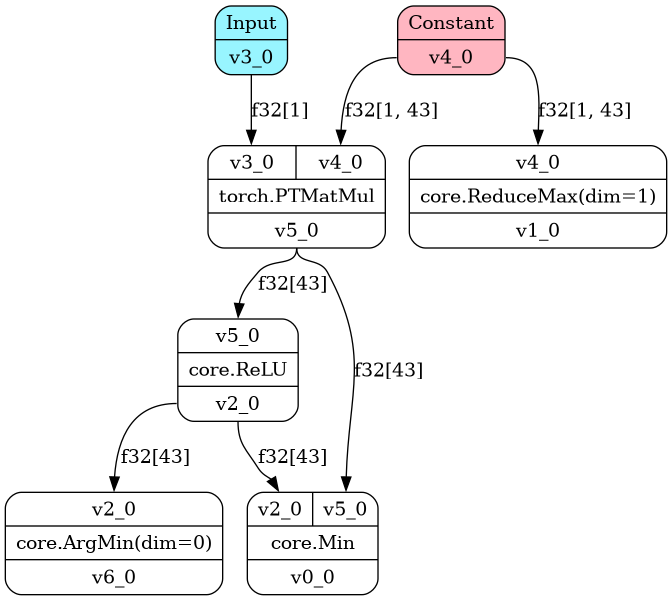 Input
v3_0
Constant
v4_0
f32[1]
f32[1, 43]
f32[1, 43]
v3_0 v4_0
torch.PTMatMul
v5_0
v4_0
core.ReduceMax(dim=1)
v1_0
f32[43]
v5_0
core.ReLU
v2_0
f32[43]
f32[43]
f32[43]
v2_0
core.ArgMin(dim=0)
v6_0
v2_0 v5_0
core.Min
v0_0